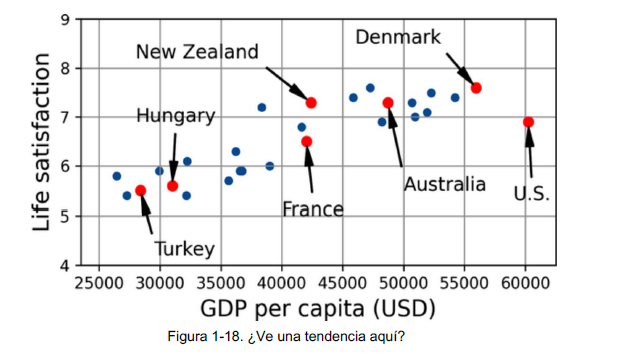 9
8
7
6
5
4
Life satisfaction
New Zealand
Denmark
Hungary
Australia
U.S.
France
Turkey
25000 30000 35000 40000 45000 50000 55000 60000
GDP per capita (USD)
Figura 1-18. ¿Ve una tendencia aquí?